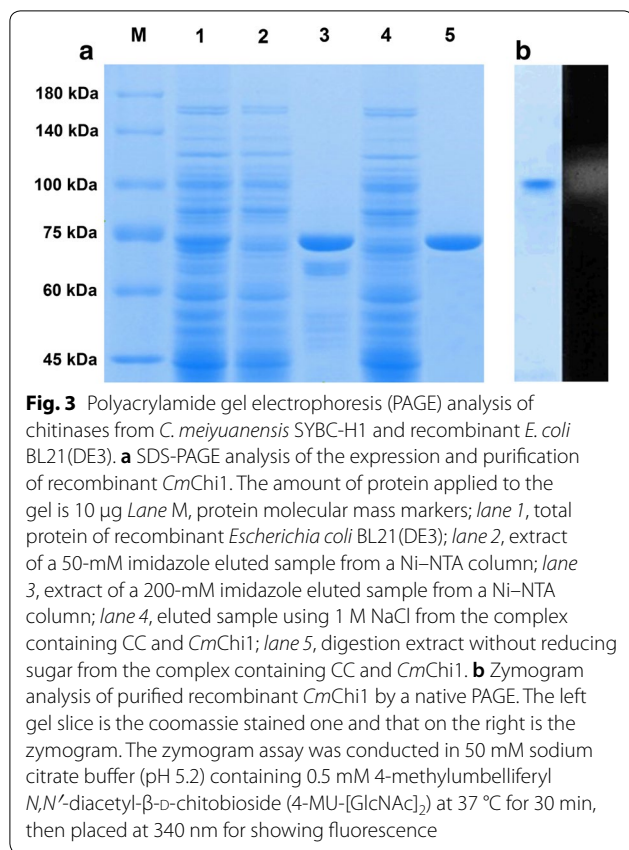 a M 1 2 3 4 5 b
180 kDa
140 kDa
100 kDa
75 kDa
60 kDa
45 kDa
Fig. 3 Polyacrylamide gel electrophoresis (PAGE) analysis of
chitinases from C. meiyuanensis SYBC-H1 and recombinant E. coli
BL21(DE3). a SDS-PAGE analysis of the expression and purification
of recombinant CmChi1. The amount of protein applied to the
gel is 10 µg Lane M, protein molecular mass markers; lane 1, total
protein of recombinant Escherichia coli BL21(DE3); lane 2, extract
of a 50-mM imidazole eluted sample from a Ni–NTA column; lane
3, extract of a 200-mM imidazole eluted sample from a Ni–NTA
column; lane 4, eluted sample using 1 M NaCl from the complex
containing CC and CmChi1; lane 5, digestion extract without reducing
sugar from the complex containing CC and CmChi1. b Zymogram
analysis of purified recombinant CmChi1 by a native PAGE. The left
gel slice is the coomassie stained one and that on the right is the
zymogram. The zymogram assay was conducted in 50 mM sodium
citrate buffer (pH 5.2) containing 0.5 mM 4-methylumbelliferyl
N,N′-diacetyl-β-D-chitobioside (4-MU-[GlcNAc]₂) at 37 °C for 30 min,
then placed at 340 nm for showing fluorescence